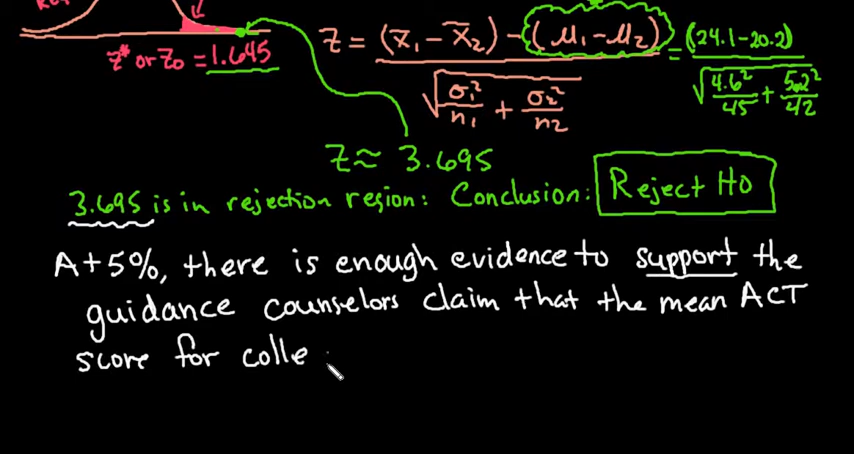 z* or z₀ = 1.645
z = (x̄₁ - x̄₂) - (μ₁ - μ₂) / √(σ₁²/n₁ + σ₂²/n₂) = (24.1 - 20.2) / √(4.6²/45 + 5.2²/42)
z ≈ 3.695
3.695 is in rejection region: Conclusion: Reject H0
At 5%, there is enough evidence to support the
guidance counselors claim that the mean ACT
score for colle